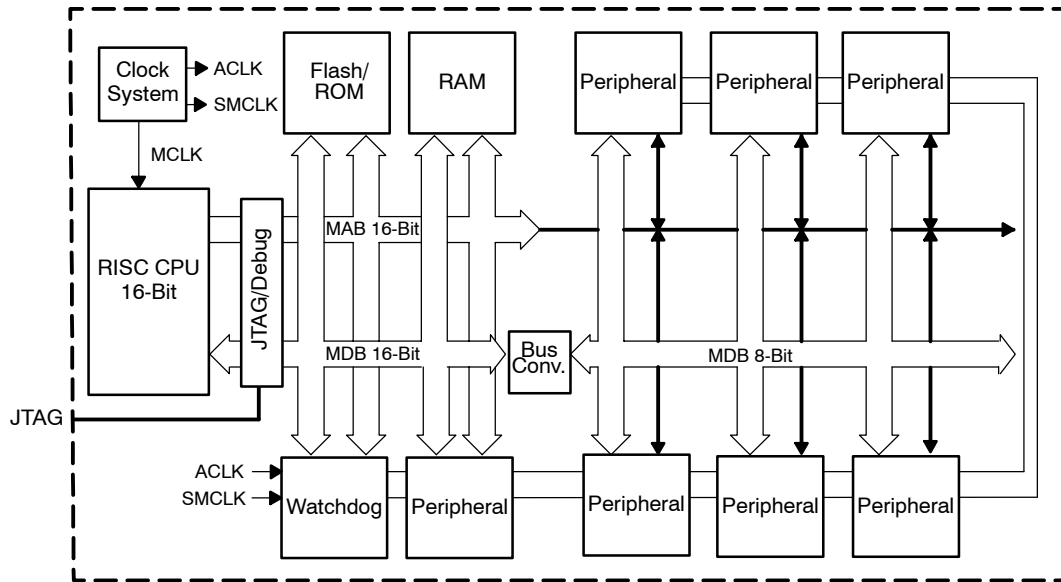 Clock
System
ACLK
SMCLK
MCLK
Flash/
ROM
RAM
Peripheral
Peripheral
Peripheral
RISC CPU
16-Bit
JTAG/Debug
MAB 16-Bit
MDB 16-Bit
Bus
Conv.
MDB 8-Bit
JTAG
ACLK
SMCLK
Watchdog
Peripheral
Peripheral
Peripheral
Peripheral